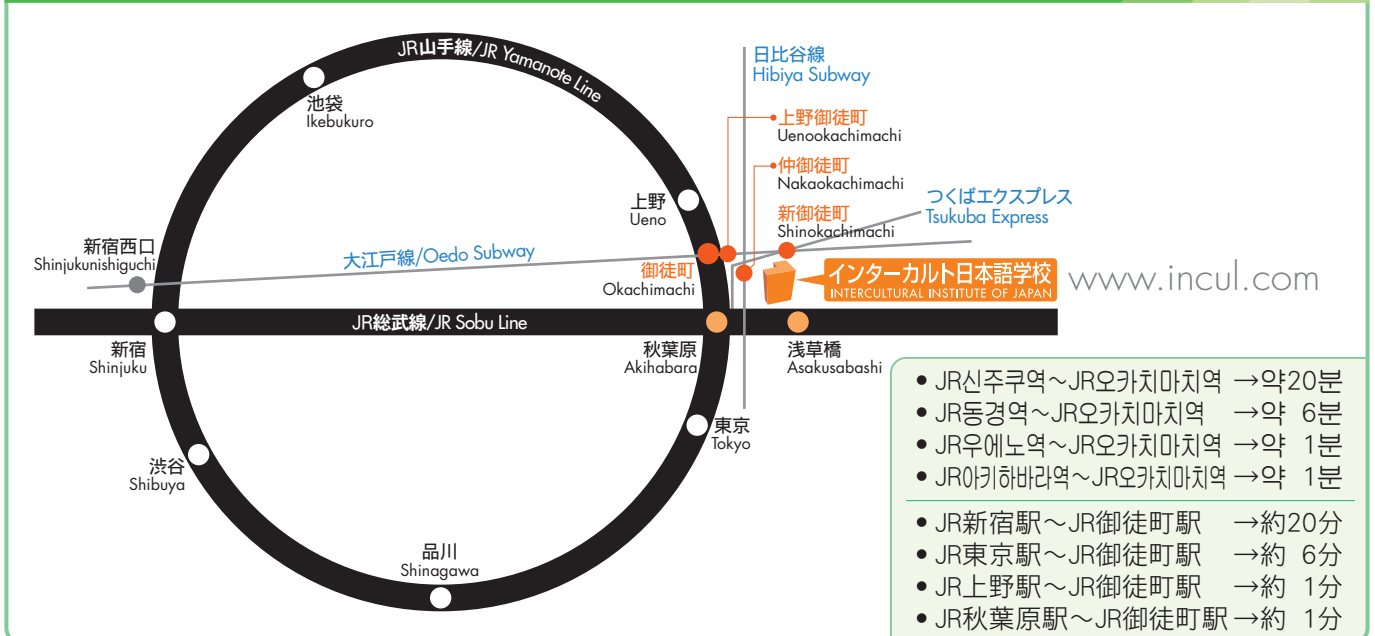 JR山手線/JR Yamanote Line
日比谷線
Hibiya Subway
池袋
Ikebukuro
上野御徒町
Uenookachimachi
仲御徒町
Nakaokachimachi
つくばエクスプレス
Tsukuba Express
上野
Ueno
新御徒町
Shinokachimachi
新宿西口
Shinjukunishiguchi
大江戸線/Oedo Subway
御徒町
Okachimachi
インターカルト日本語学校
INTERCULTURAL INSTITUTE OF JAPAN
www.incul.com
JR総武線/JR Sobu Line
新宿
Shinjuku
秋葉原
Akihabara
浅草橋
Asakusabashi
東京
Tokyo
渋谷
Shibuya
品川
Shinagawa
• JR신주쿠역~JR오카치마치역 →약20분
• JR동경역~JR오카치마치역 →약 6분
• JR우에노역~JR오카치마치역 →약 1분
• JR아키하바라역~JR오카치마치역 →약 1분
• JR新宿駅～JR御徒町駅 →約20分
• JR東京駅～JR御徒町駅 →約 6分
• JR上野駅～JR御徒町駅 →約 1分
• JR秋葉原駅～JR御徒町駅 →約 1分